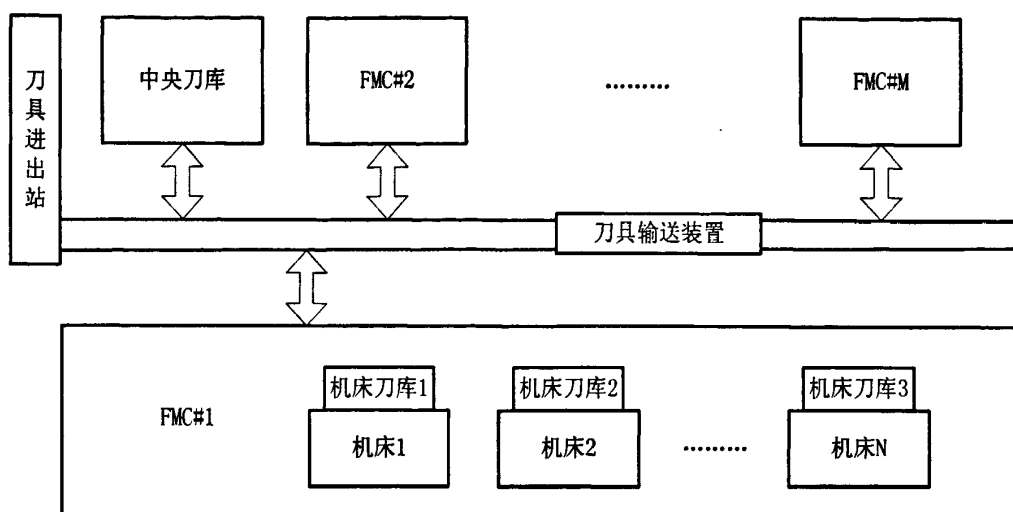 刀具进出站
中央刀库
FMC#2
………
FMC#M
刀具输送装置
FMC#1
机床刀库1
机床1
机床刀库2
机床2
………
机床刀库3
机床N